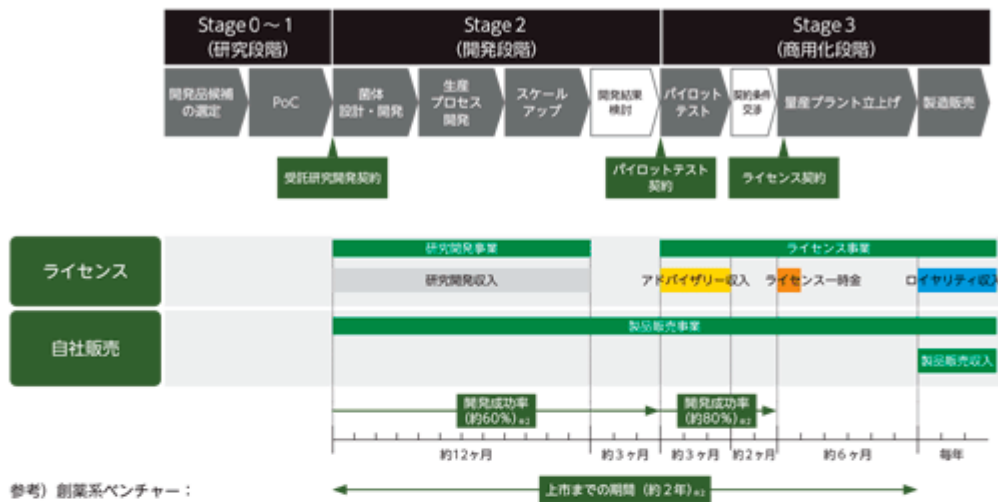 Stage 0～1
(研究段階)
Stage 2
(開発段階)
Stage 3
(商用化段階)
開発品候補
の選定
PoC
菌体
設計・開発
生産
プロセス
開発
スケール
アップ
開発結果
検討
パイロット
テスト
契約条件
交渉
量産プラント立上げ
製造販売
受託研究開発契約
パイロットテスト
契約
ライセンス契約
ライセンス
研究開発事業
ライセンス事業
研究開発収入
アドバイザリー収入
ライセンス一時金
ロイヤリティ収入
自社販売
製品販売事業
製品販売収入
開発成功率
(約60%)※2
開発成功率
(約80%)※2
約12ヶ月
約3ヶ月
約3ヶ月
約2ヶ月
約6ヶ月
毎年
参考）創薬系ベンチャー：
上市までの期間（約2年）※2